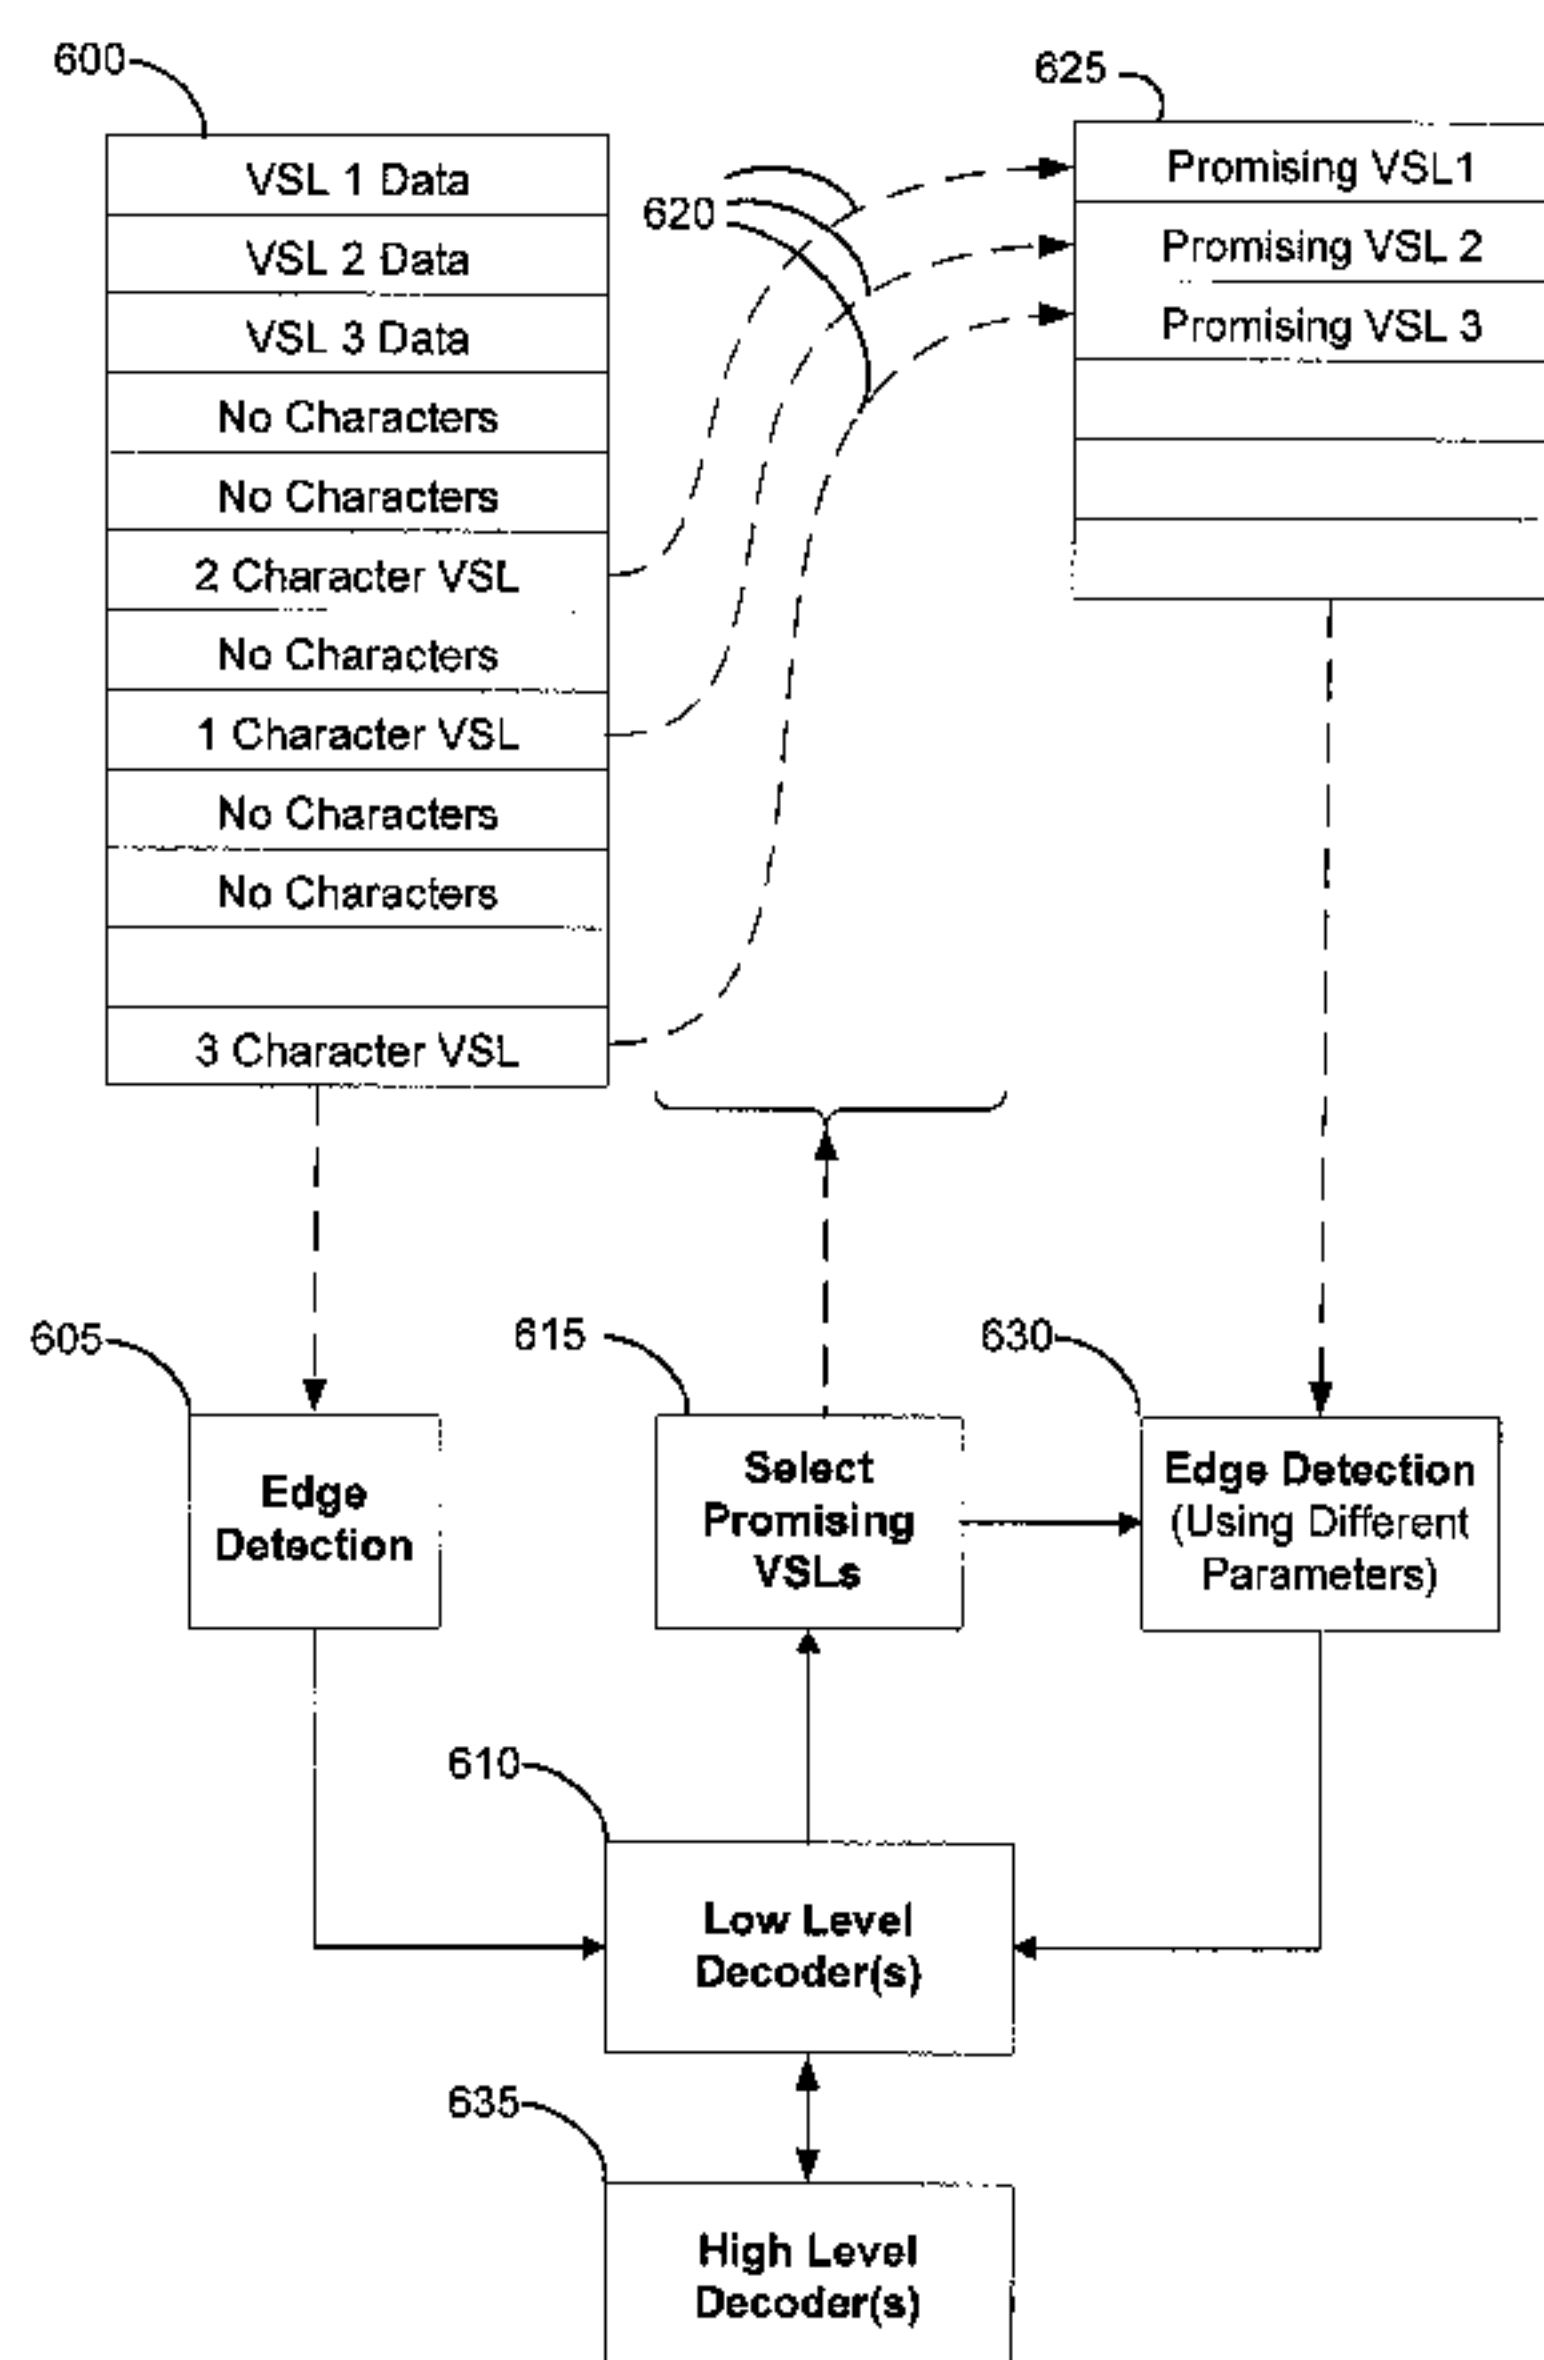 600
625
VSL 1 Data
VSL 2 Data
VSL 3 Data
No Characters
No Characters
2 Character VSL
No Characters
1 Character VSL
No Characters
No Characters
3 Character VSL
620
Promising VSL1
Promising VSL 2
Promising VSL 3
605
615
630
Edge
Detection
Select
Promising
VSLs
Edge Detection
(Using Different
Parameters)
610
Low Level
Decoder(s)
635
High Level
Decoder(s)